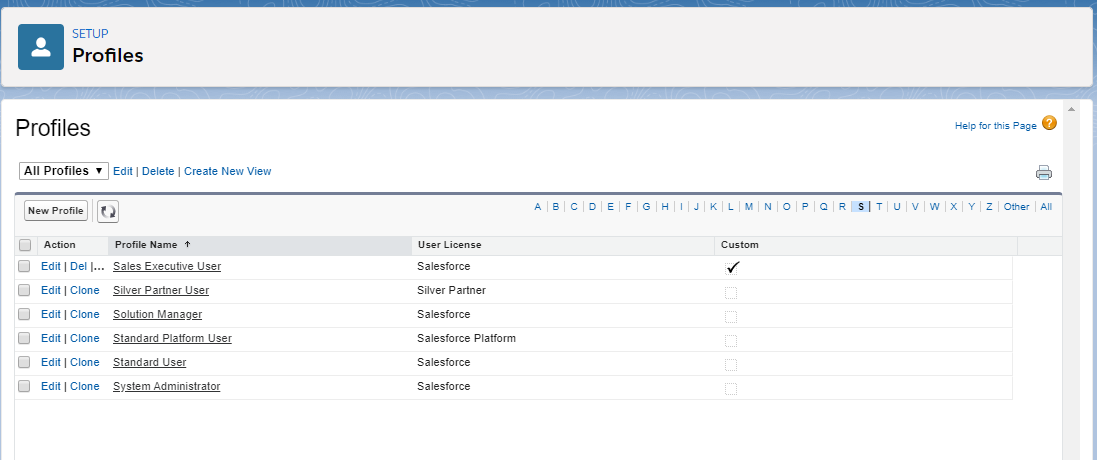 SETUP
Profiles
Profiles
Help for this Page ?
All Profiles ▼ Edit | Delete | Create New View
New Profile A | B | C | D | E | F | G | H | I | J | K | L | M | N | O | P | Q | R | S | T | U | V | W | X | Y | Z | Other | All
Action Profile Name ↑ User License Custom
Edit | Del |... Sales Executive User Salesforce ✓
Edit | Clone Silver Partner User Silver Partner
Edit | Clone Solution Manager Salesforce
Edit | Clone Standard Platform User Salesforce Platform
Edit | Clone Standard User Salesforce
Edit | Clone System Administrator Salesforce